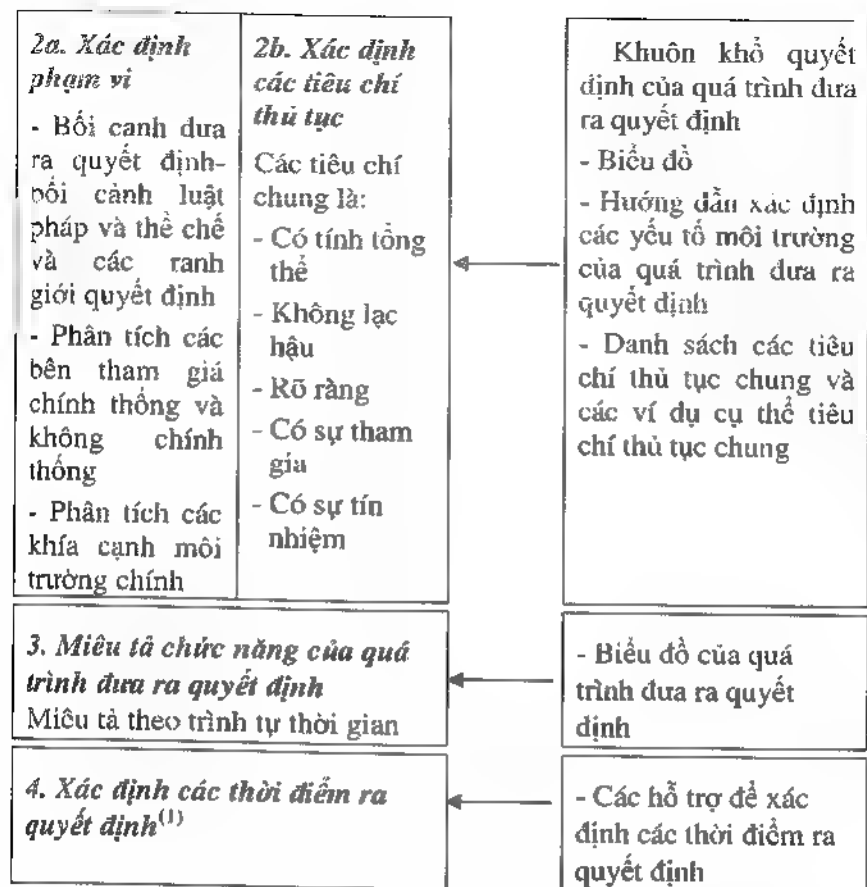 2a. Xác định
phạm vi
- Bối cảnh đưa
ra quyết định-
bối cảnh luật
pháp và thể chế
và các ranh
giới quyết định
- Phân tích các
bên tham giá
chính thống và
không chính
thống
- Phân tích các
khía cạnh môi
trường chính
2b. Xác định
các tiêu chí
thủ tục
Các tiêu chí
chung là:
- Có tính tổng
thể
- Không lạc
hậu
- Rõ ràng
- Có sự tham
gia
- Có sự tín
nhiệm
Khuôn khổ quyết
định của quá trình đưa
ra quyết định
- Biểu đồ
- Hướng dẫn xác định
các yếu tố môi trường
của quá trình đưa ra
quyết định
- Danh sách các tiêu
chí thủ tục chung và
các ví dụ cụ thể tiêu
chí thủ tục chung
3. Miêu tả chức năng của quá
trình đưa ra quyết định
Miêu tả theo trình tự thời gian
- Biểu đồ của quá
trình đưa ra quyết
định
4. Xác định các thời điểm ra
quyết định(1)
- Các hỗ trợ để xác
định các thời điểm ra
quyết định